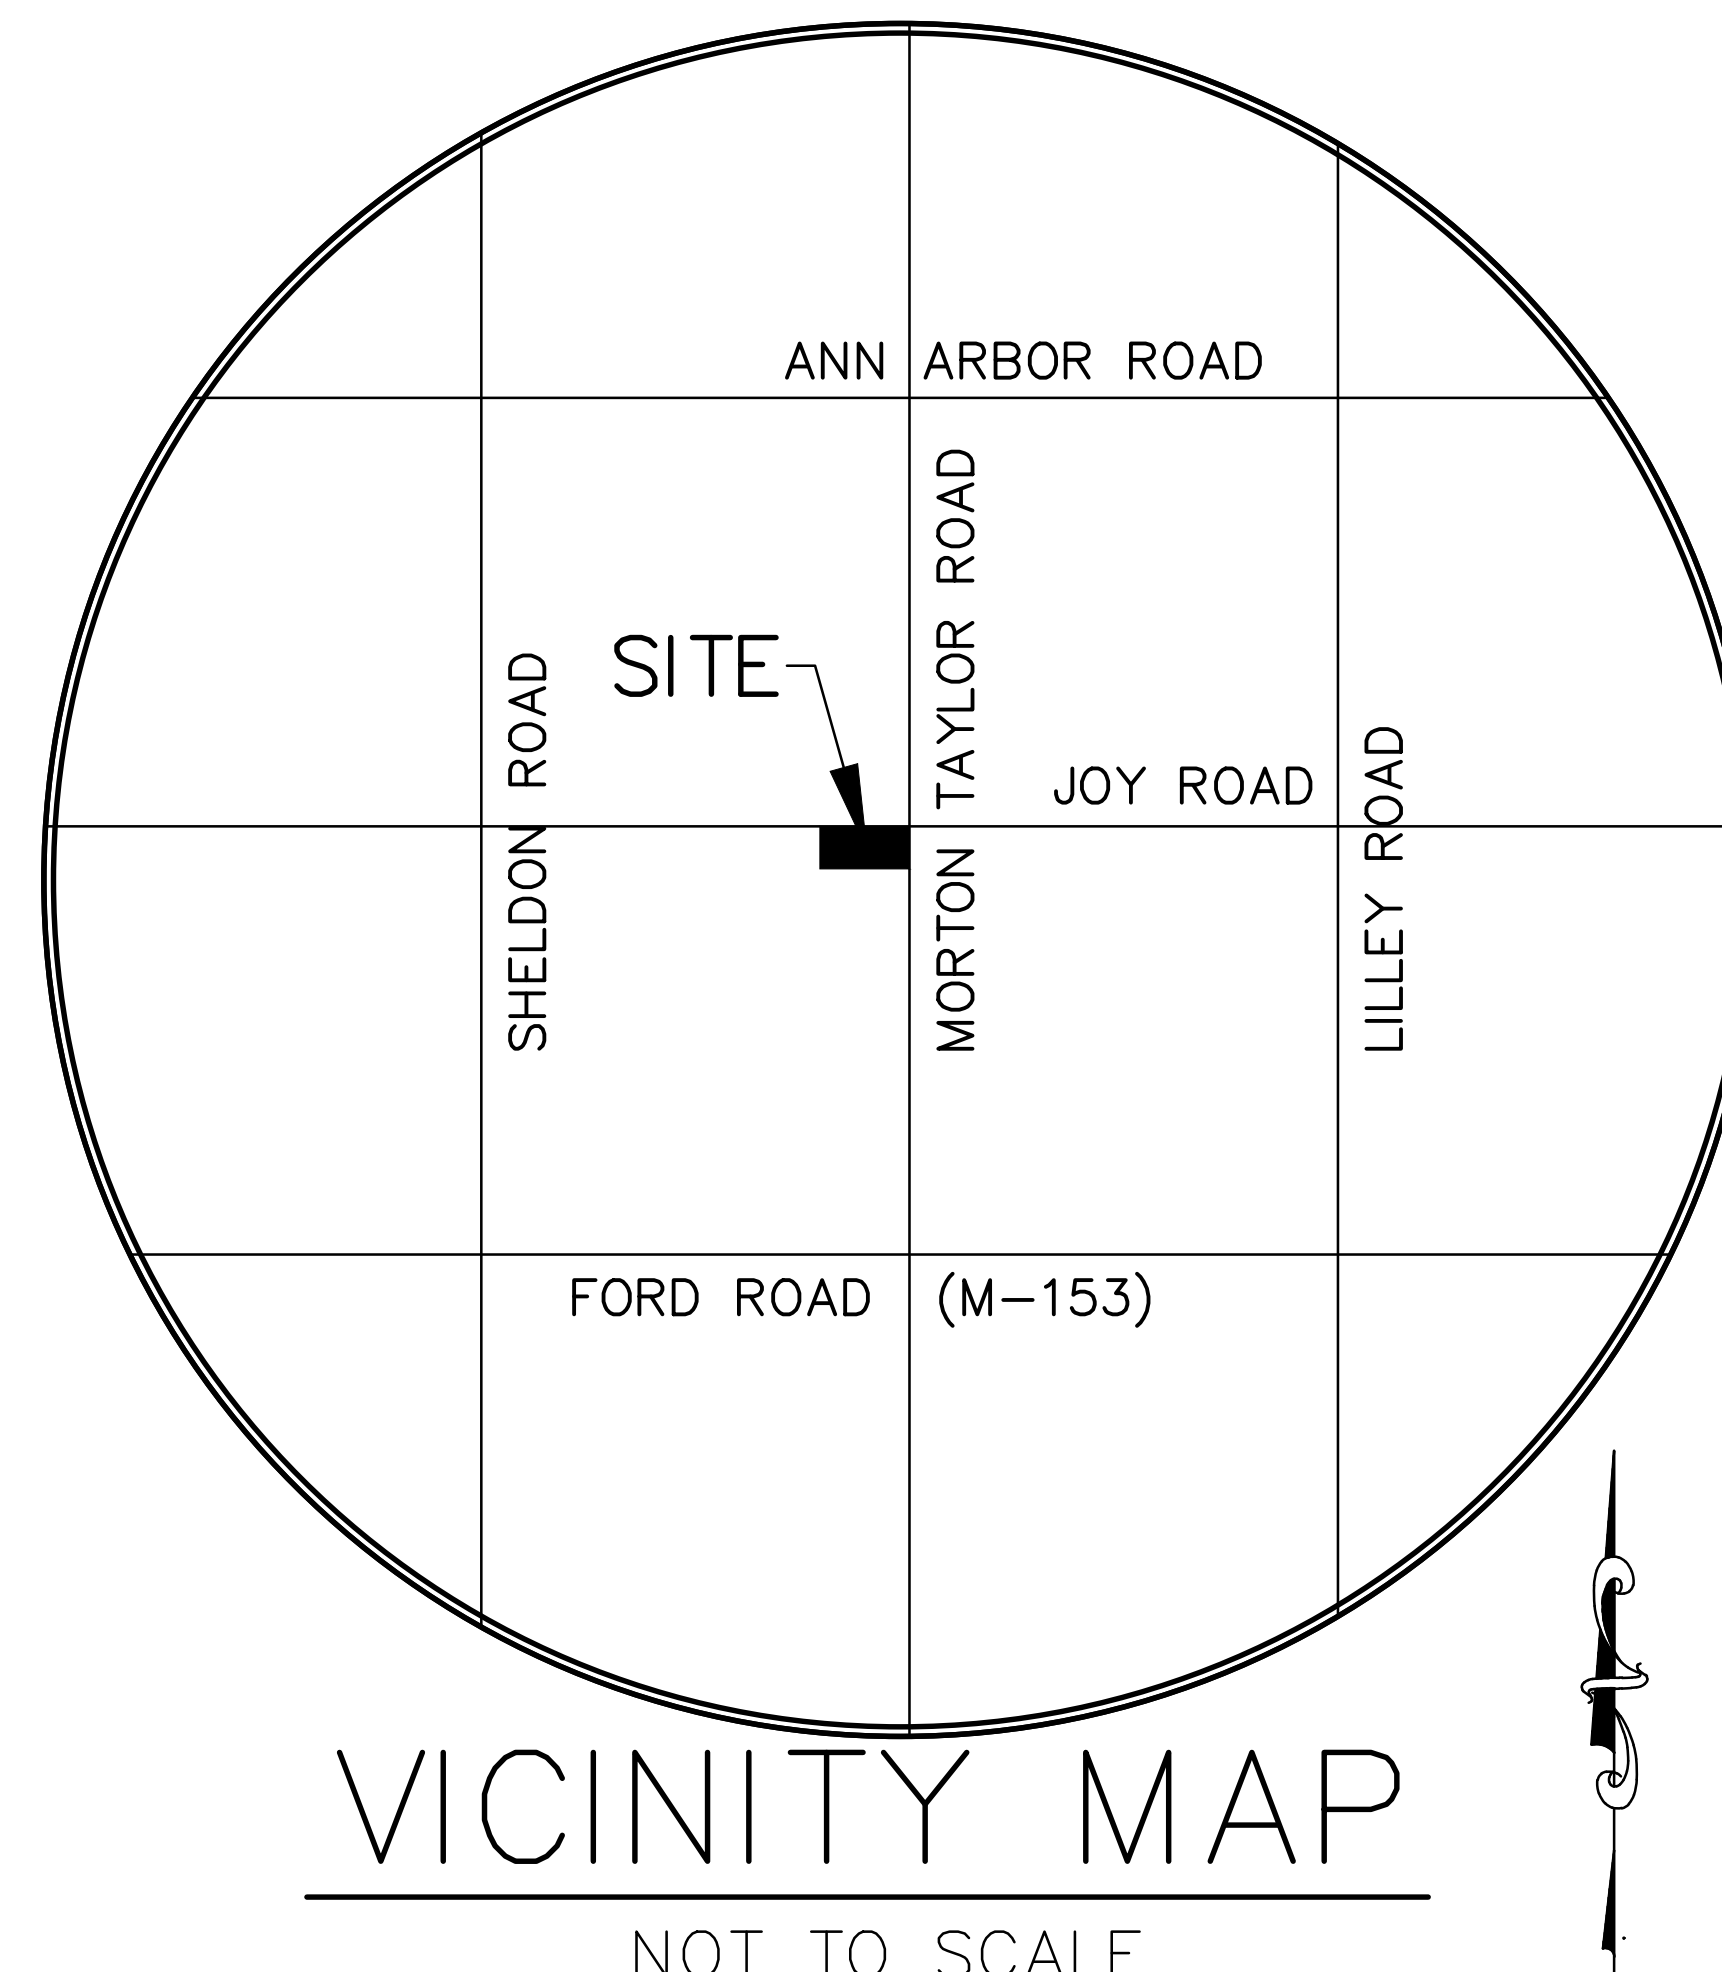 ANN ARBOR ROAD
MORTON TAYLOR ROAD
SITE
SHELDON ROAD
JOY ROAD
LILLEY ROAD
FORD ROAD (M-153)
VICINITY MAP
NOT TO SCALE